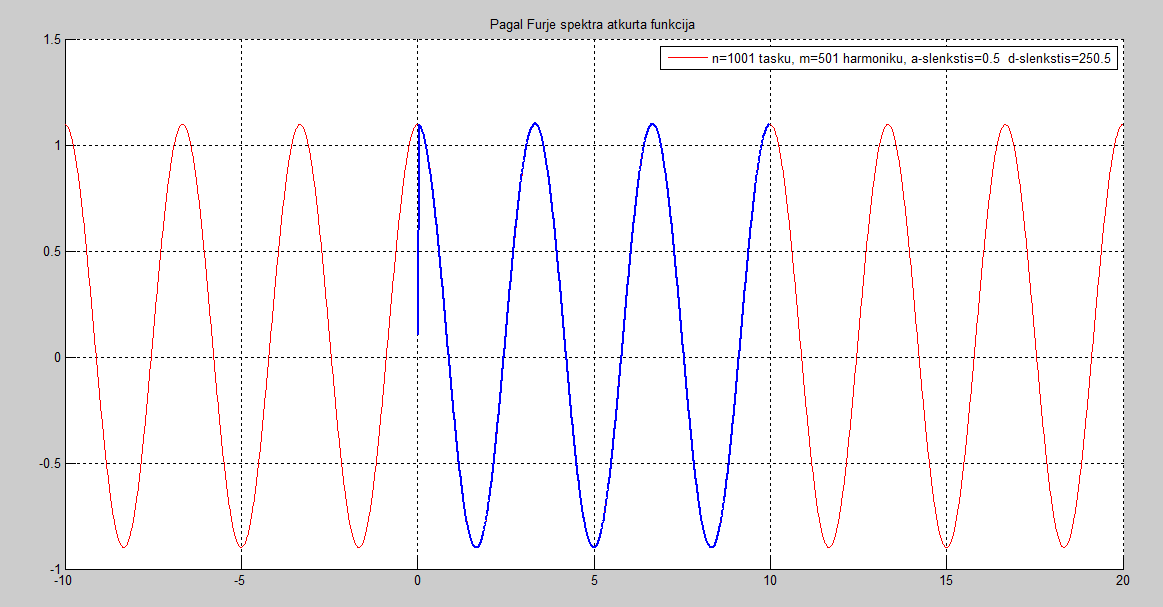 Pagal Furje spektra atkurta funkcija
n=1001 tasku, m=501 harmoniku, a-slenkstis=0.5 d-slenkstis=250.5
1.5
1
0.5
0
-0.5
-1
-10 -5 0 5 10 15 20